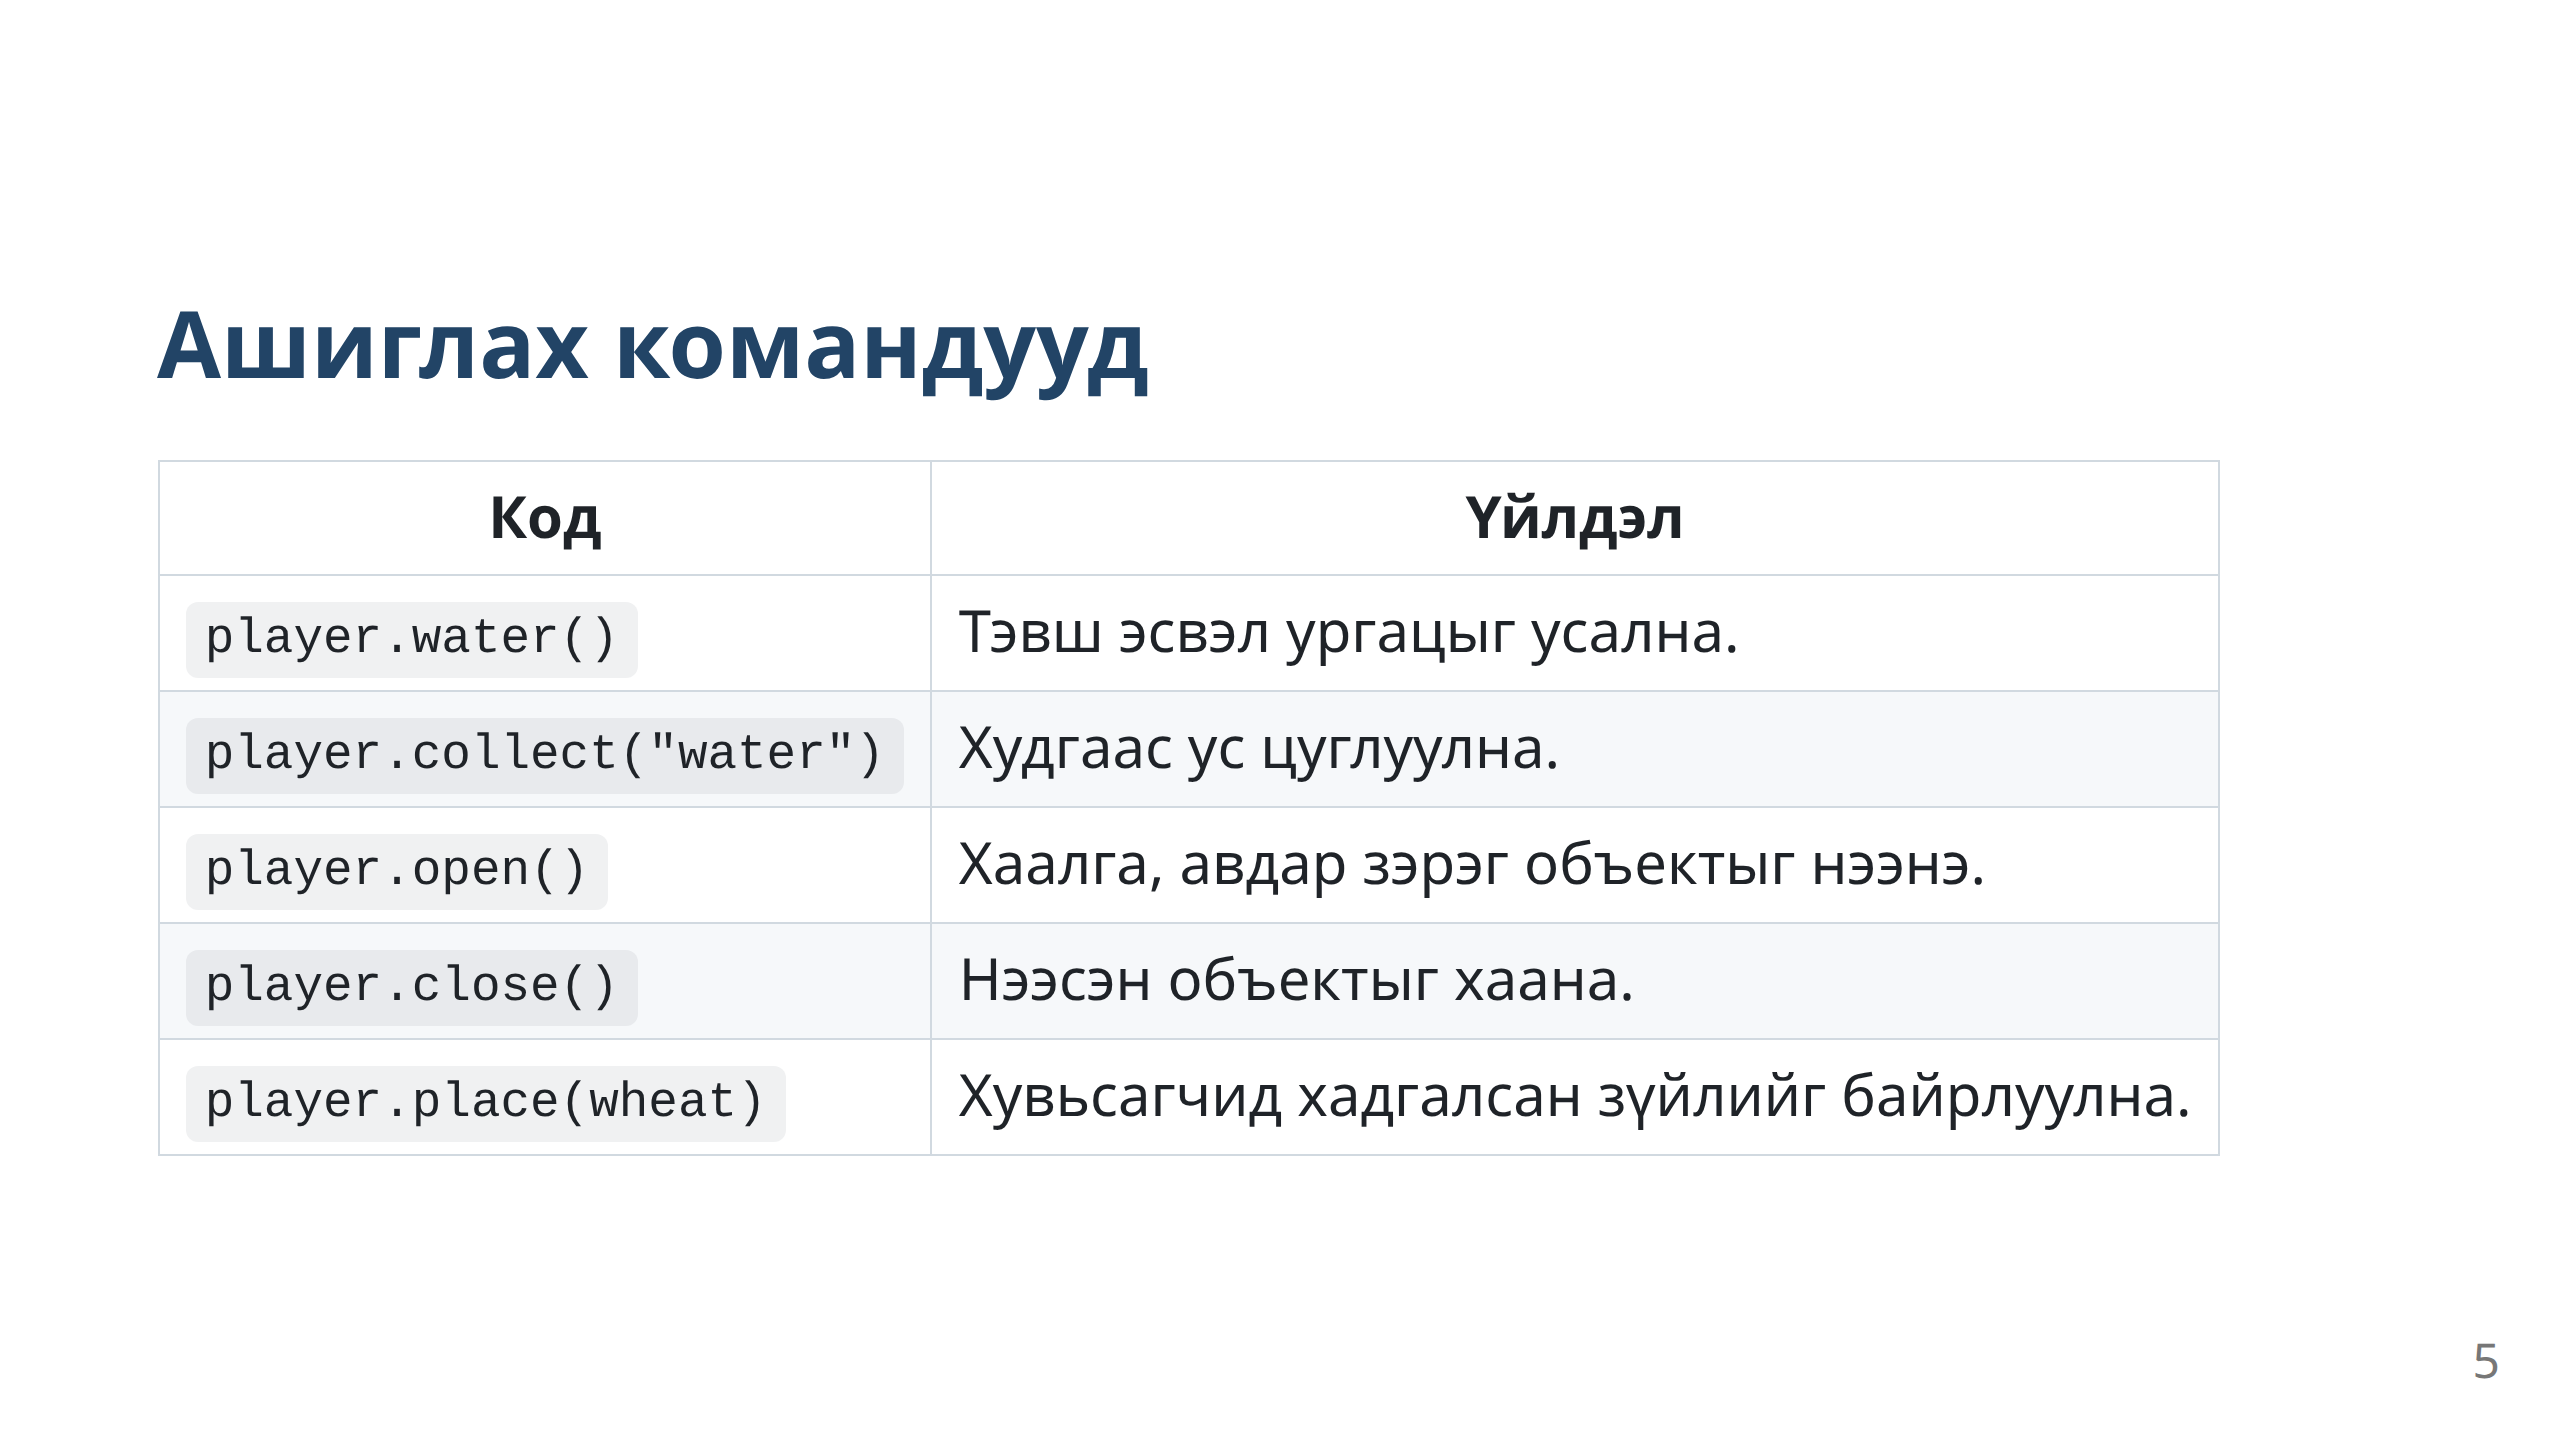 Ашиглах командууд
Код Үйлдэл
player.water() Тэвш эсвэл ургацыг усална.
player.collect("water") Худгаас ус цуглуулна.
player.open() Хаалга, авдар зэрэг объектыг нээнэ.
player.close() Нээсэн объектыг хаана.
player.place(wheat) Хувьсагчид хадгалсан зүйлийг байрлуулна.
5